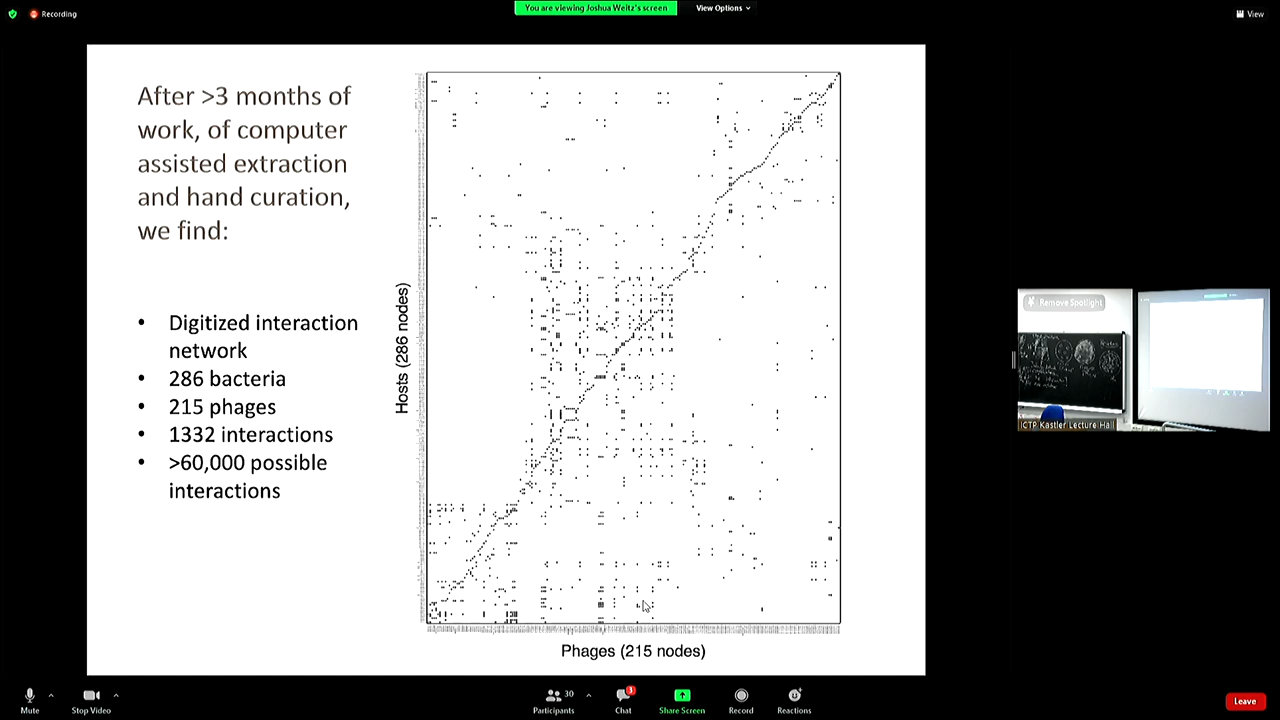 Recording
You are viewing Joshua Weitz's screen
View Options
View
After >3 months of
work, of computer
assisted extraction
and hand curation,
we find:
• Digitized interaction
network
• 286 bacteria
• 215 phages
• 1332 interactions
• >60,000 possible
interactions
Hosts (286 nodes)
Phages (215 nodes)
Remove Spotlight
ICTP Kastler Lecture Hall
Mute
Stop Video
30
Participants
3
Chat
Share Screen
Record
Reactions
Leave